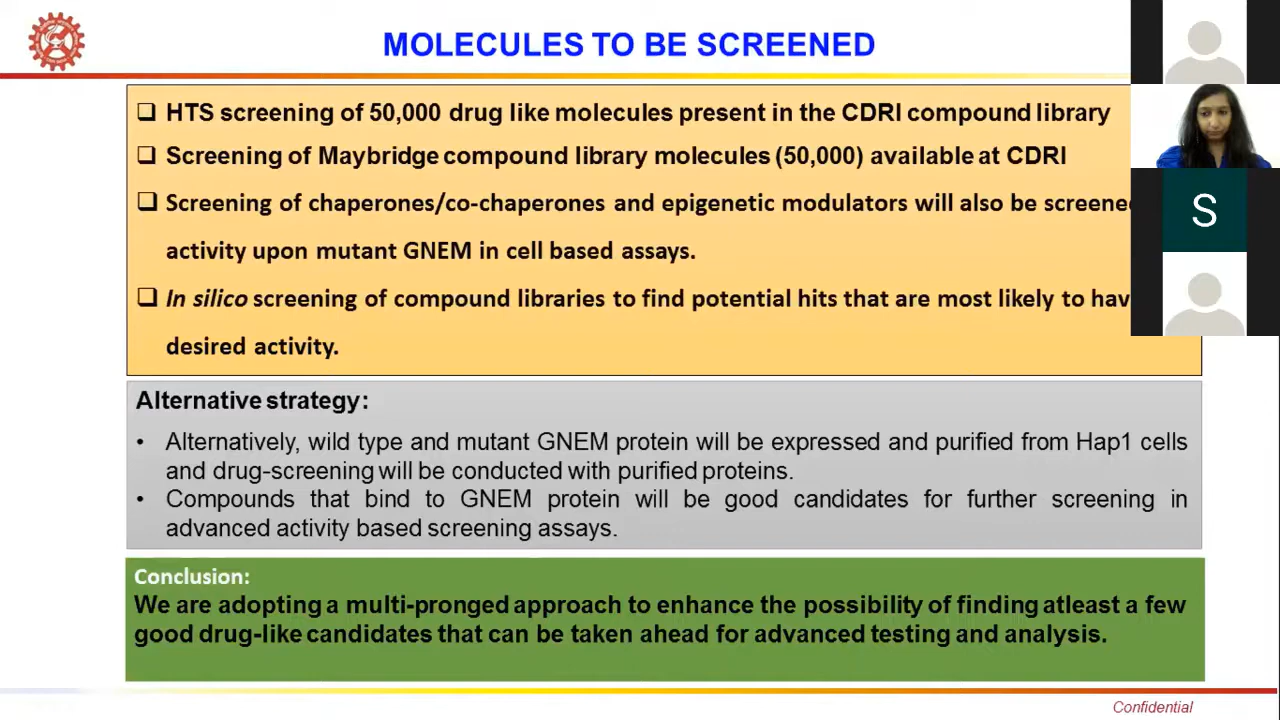 MOLECULES TO BE SCREENED
HTS screening of 50,000 drug like molecules present in the CDRI compound library
Screening of Maybridge compound library molecules (50,000) available at CDRI
Screening of chaperones/co-chaperones and epigenetic modulators will also be
activity upon mutant GNEM in cell based assays.
In silico screening of compound libraries to find potential hits that are most likely to
desired activity.
S
Alternative strategy:
• Alternatively, wild type and mutant GNEM protein will be expressed and purified from Hap1 cells
and drug-screening will be conducted with purified proteins.
• Compounds that bind to GNEM protein will be good candidates for further screening in
advanced activity based screening assays.
Conclusion:
We are adopting a multi-pronged approach to enhance the possibility of finding atleast a few
good drug-like candidates that can be taken ahead for advanced testing and analysis.
Confidential